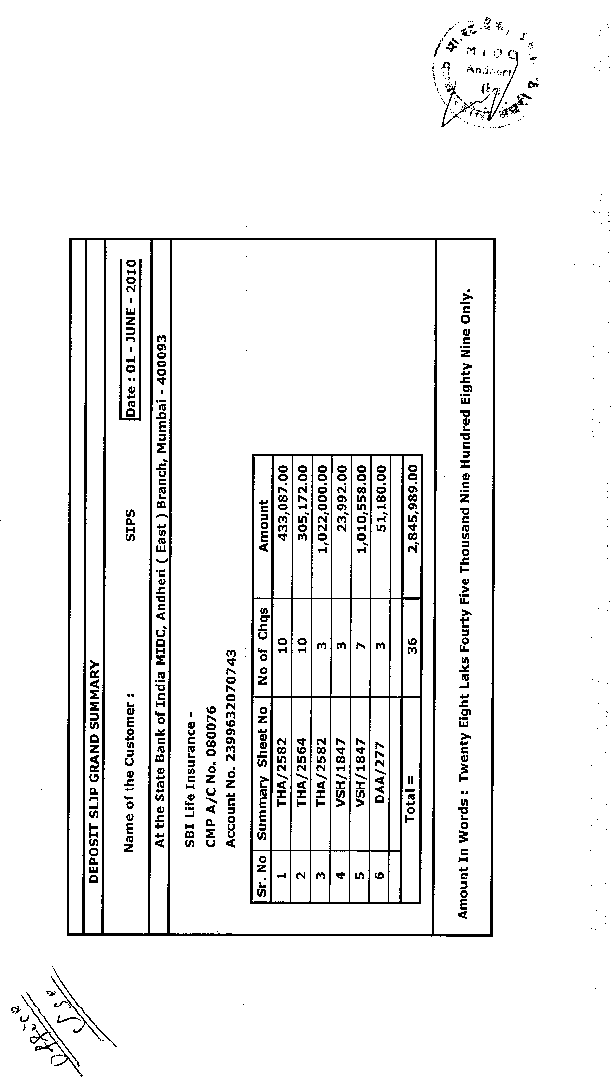 MIDC
Andheri
DEPOSIT SLIP GRAND SUMMARY
Name of the Customer : SIPS Date : 01 - JUNE - 2010
At the State Bank of India MIDC, Andheri ( East ) Branch, Mumbai - 400093
SBI Life Insurance -
CMP A/C No. 080076
Account No. 2399632070743
Sr. No Summary Sheet No No of Chqs Amount
1 THA/2582 10 433,087.00
2 THA/2564 10 305,172.00
3 THA/2582 3 1,022,000.00
4 VSH/1847 3 23,992.00
5 VSH/1847 7 1,010,558.00
6 DAA/277 3 51,180.00
Total = 36 2,845,989.00
Amount In Words : Twenty Eight Laks Fourty Five Thousand Nine Hundred Eighty Nine Only.
Office
Use